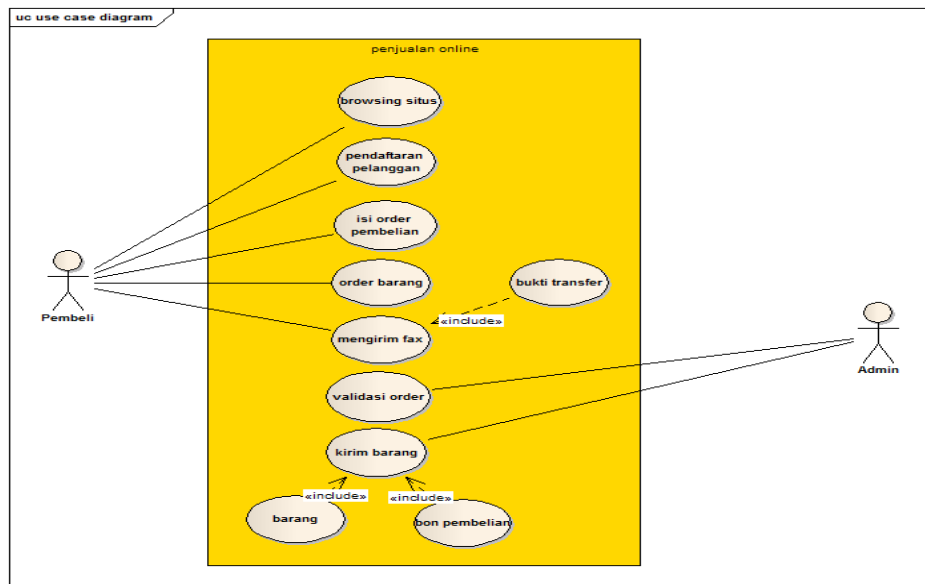 uc use case diagram
penjualan online
browsing situs
pendaftaran
pelanggan
isi order
pembelian
order barang
bukti transfer
Pembeli
«include»
mengirim fax
Admin
validasi order
kirim barang
«include»
«include»
barang
bon pembelian